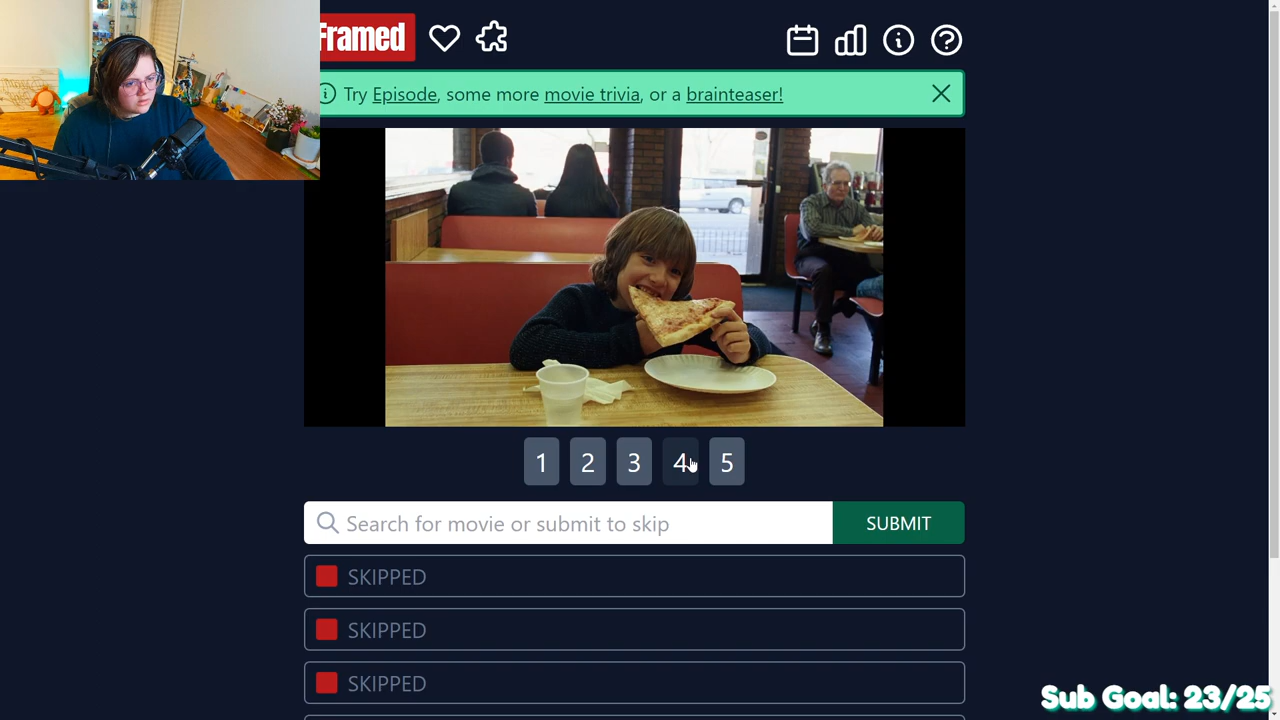 Framed
Try Episode, some more movie trivia, or a brainteaser!
1 2 3 4 5
Search for movie or submit to skip
SUBMIT
SKIPPED
SKIPPED
SKIPPED
Sub Goal: 23/25